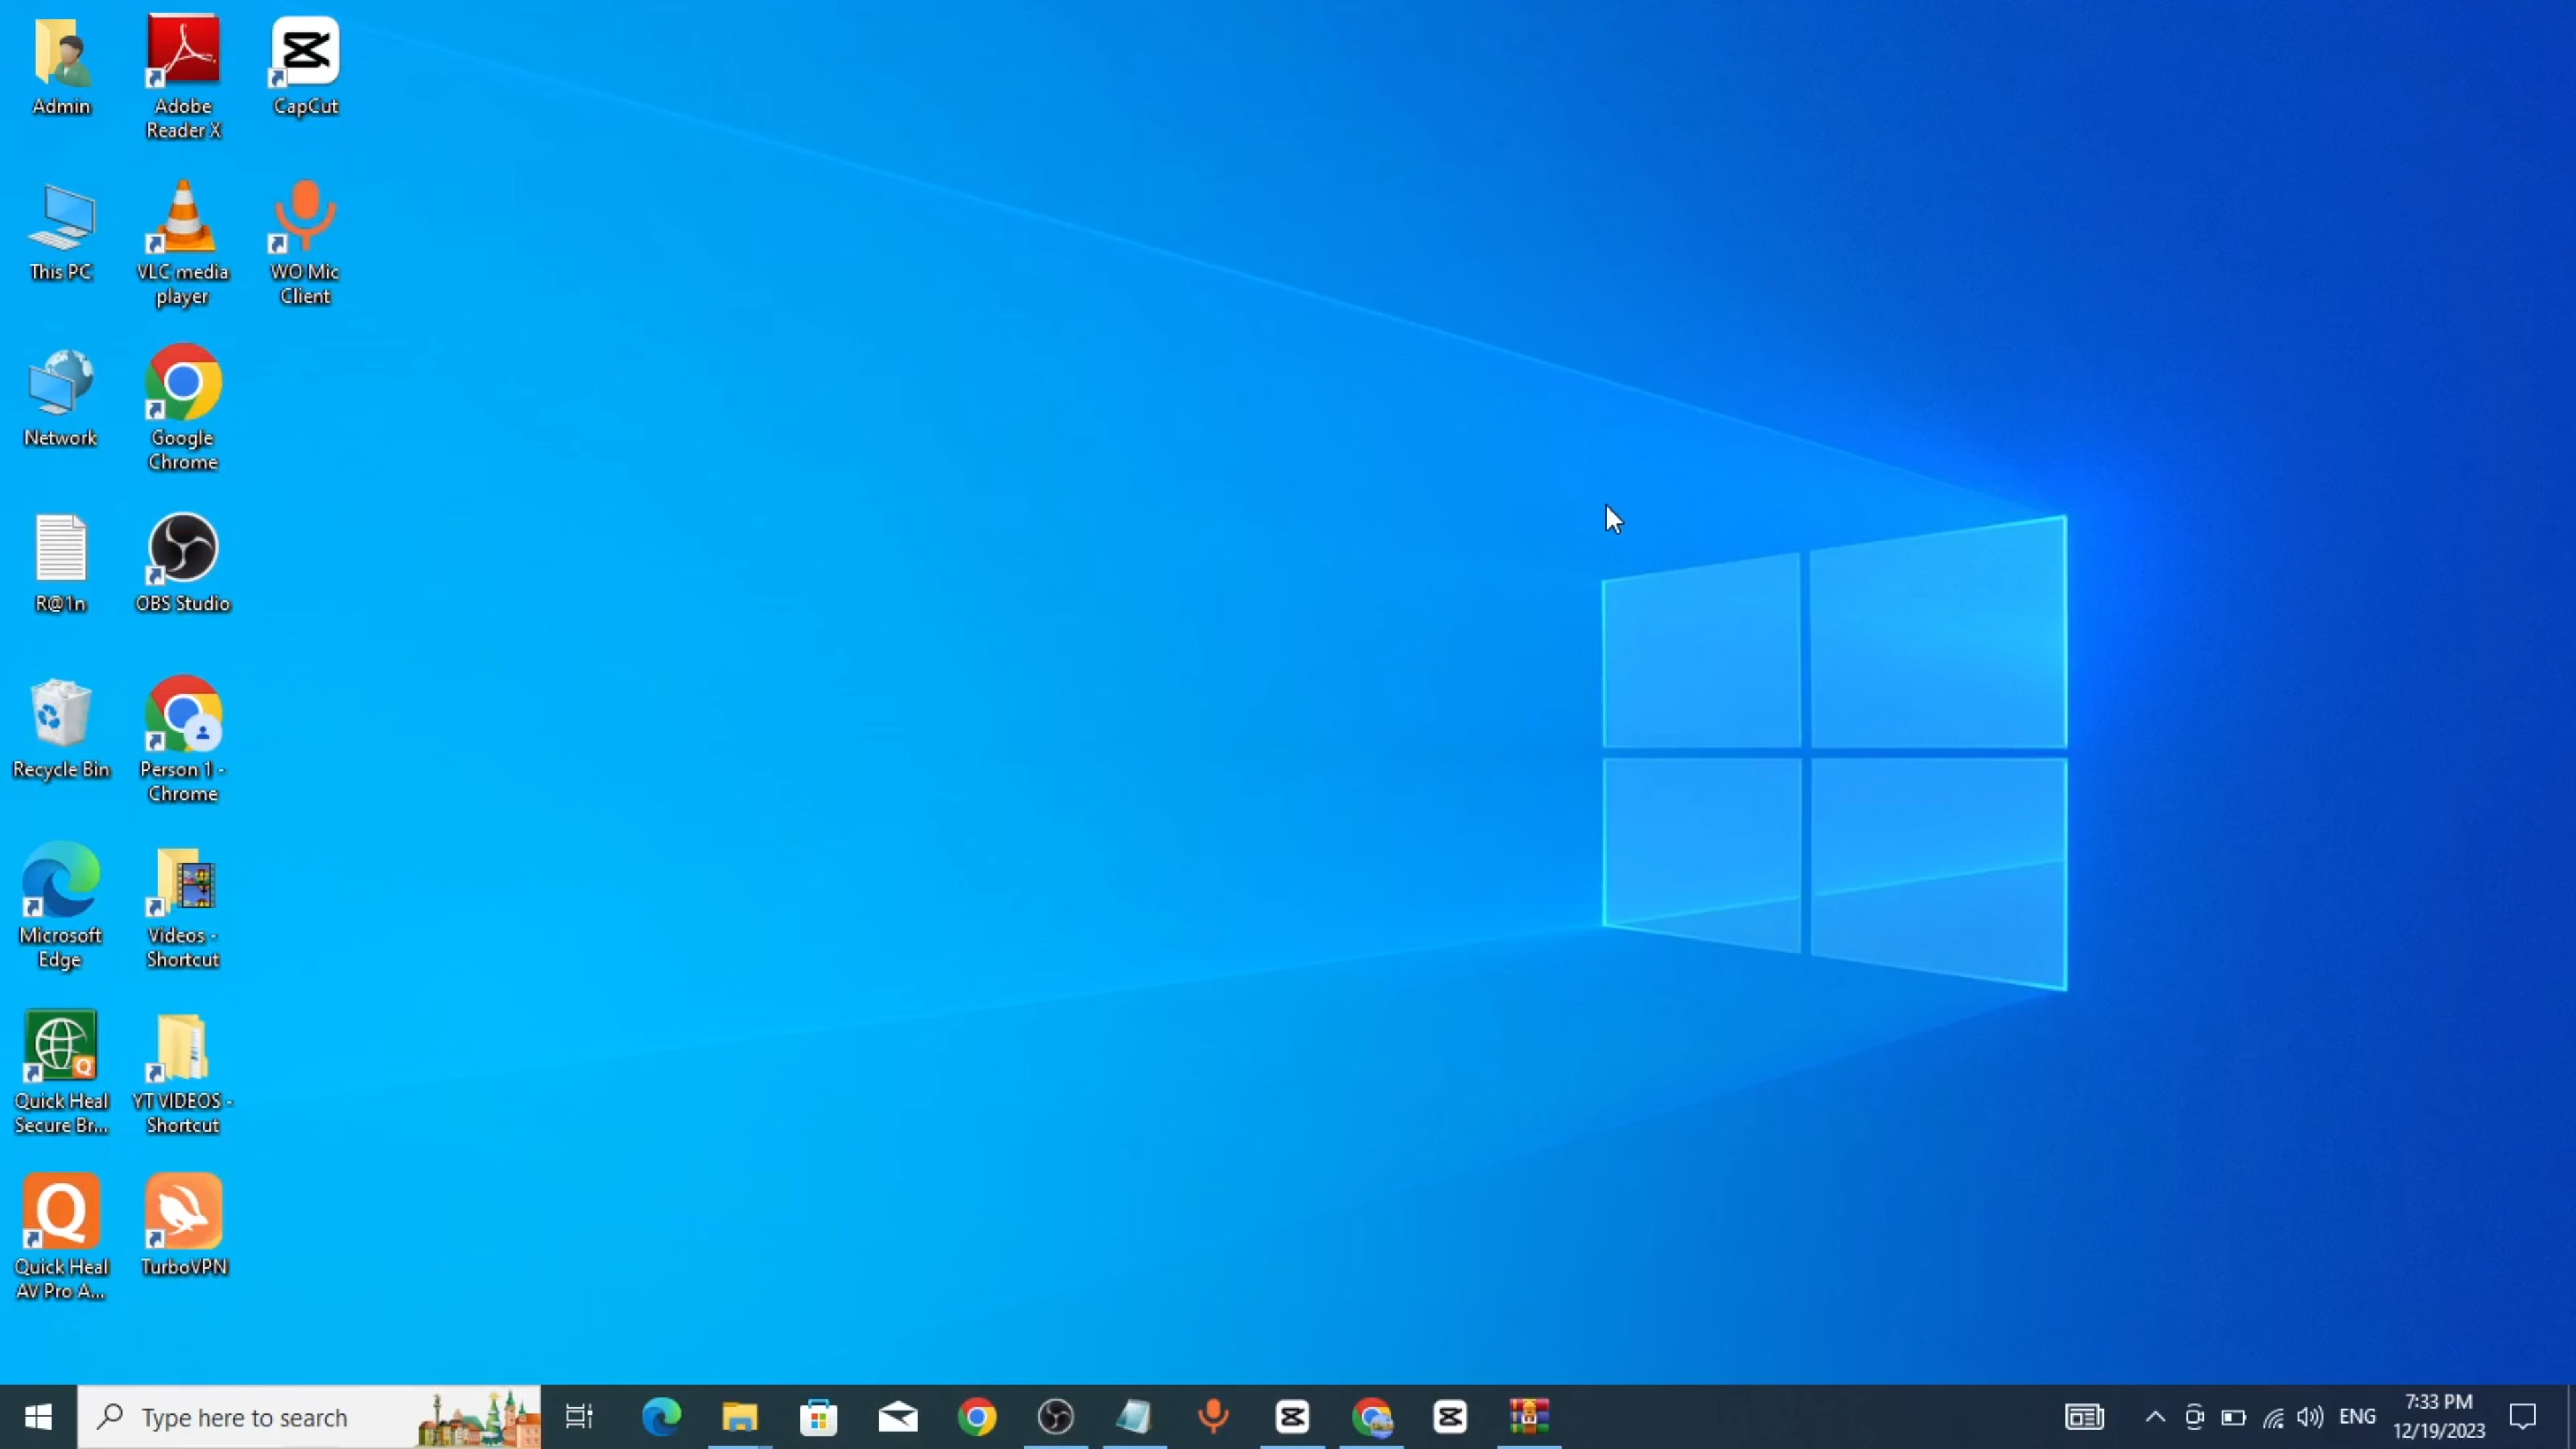 Admin
Adobe
Reader X
CapCut
This PC
VLC media
player
WO Mic
Client
Network
Google
Chrome
R@1n
OBS Studio
Recycle Bin
Person 1 -
Chrome
Microsoft
Edge
Videos -
Shortcut
Quick Heal
Secure Br...
YT VIDEOS -
Shortcut
Quick Heal
AV Pro A...
TurboVPN
Type here to search
ENG
7:33 PM
12/19/2023